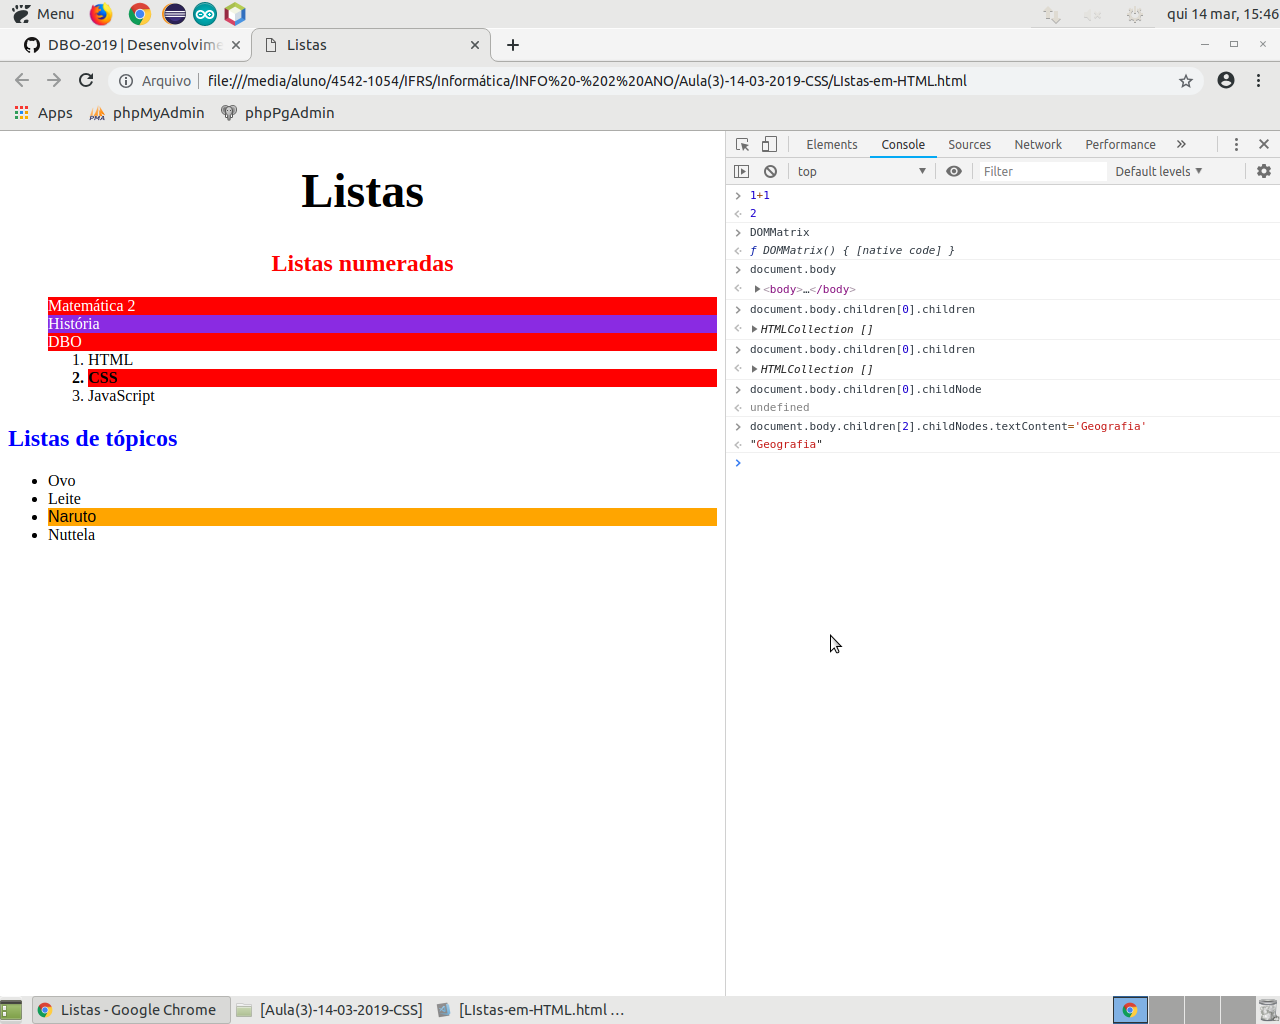 Menu
qui 14 mar, 15:46
DBO-2019 | Desenvolvime
Listas
Arquivo
file:///media/aluno/4542-1054/IFRS/Informática/INFO%20-%202%20ANO/Aula(3)-14-03-2019-CSS/LIstas-em-HTML.html
Apps
PMA
phpMyAdmin
phpPgAdmin
Listas
Listas numeradas
Matemática 2
História
DBO
1. HTML
2. CSS
3. JavaScript
Listas de tópicos
Ovo
Leite
Naruto
Nuttela
Elements Console Sources Network Performance »
top
Filter
Default levels
1+1
2
DOMMatrix
ƒ DOMMatrix() { [native code] }
document.body
<body>…</body>
document.body.children[0].children
HTMLCollection []
document.body.children[0].children
HTMLCollection []
document.body.children[0].childNode
undefined
document.body.children[2].childNodes.textContent='Geografia'
"Geografia"
Listas - Google Chrome
[Aula(3)-14-03-2019-CSS]
[LIstas-em-HTML.html ...